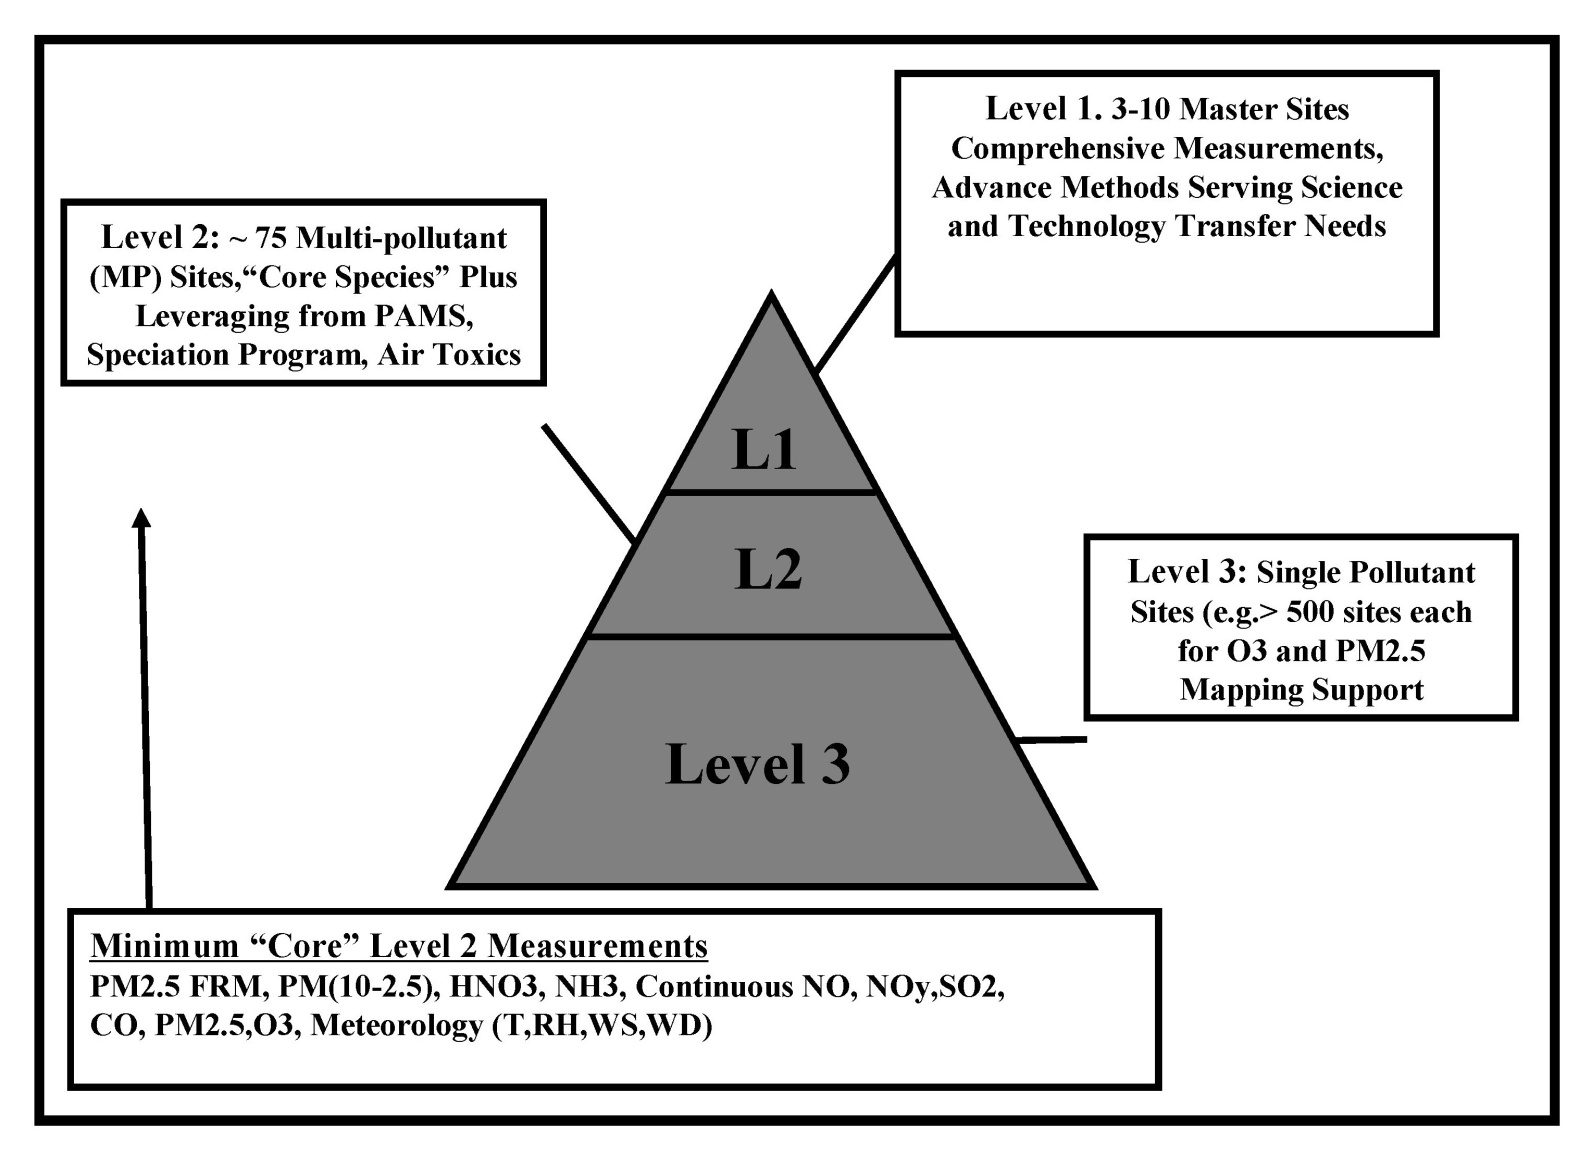 Level 1. 3-10 Master Sites
Comprehensive Measurements,
Advance Methods Serving Science
and Technology Transfer Needs
Level 2: ~ 75 Multi-pollutant
(MP) Sites,“Core Species” Plus
Leveraging from PAMS,
Speciation Program, Air Toxics
L1
L2
Level 3: Single Pollutant
Sites (e.g.> 500 sites each
for O3 and PM2.5
Mapping Support
Level 3
Minimum “Core” Level 2 Measurements
PM2.5 FRM, PM(10-2.5), HNO3, NH3, Continuous NO, NOy,SO2,
CO, PM2.5,O3, Meteorology (T,RH,WS,WD)